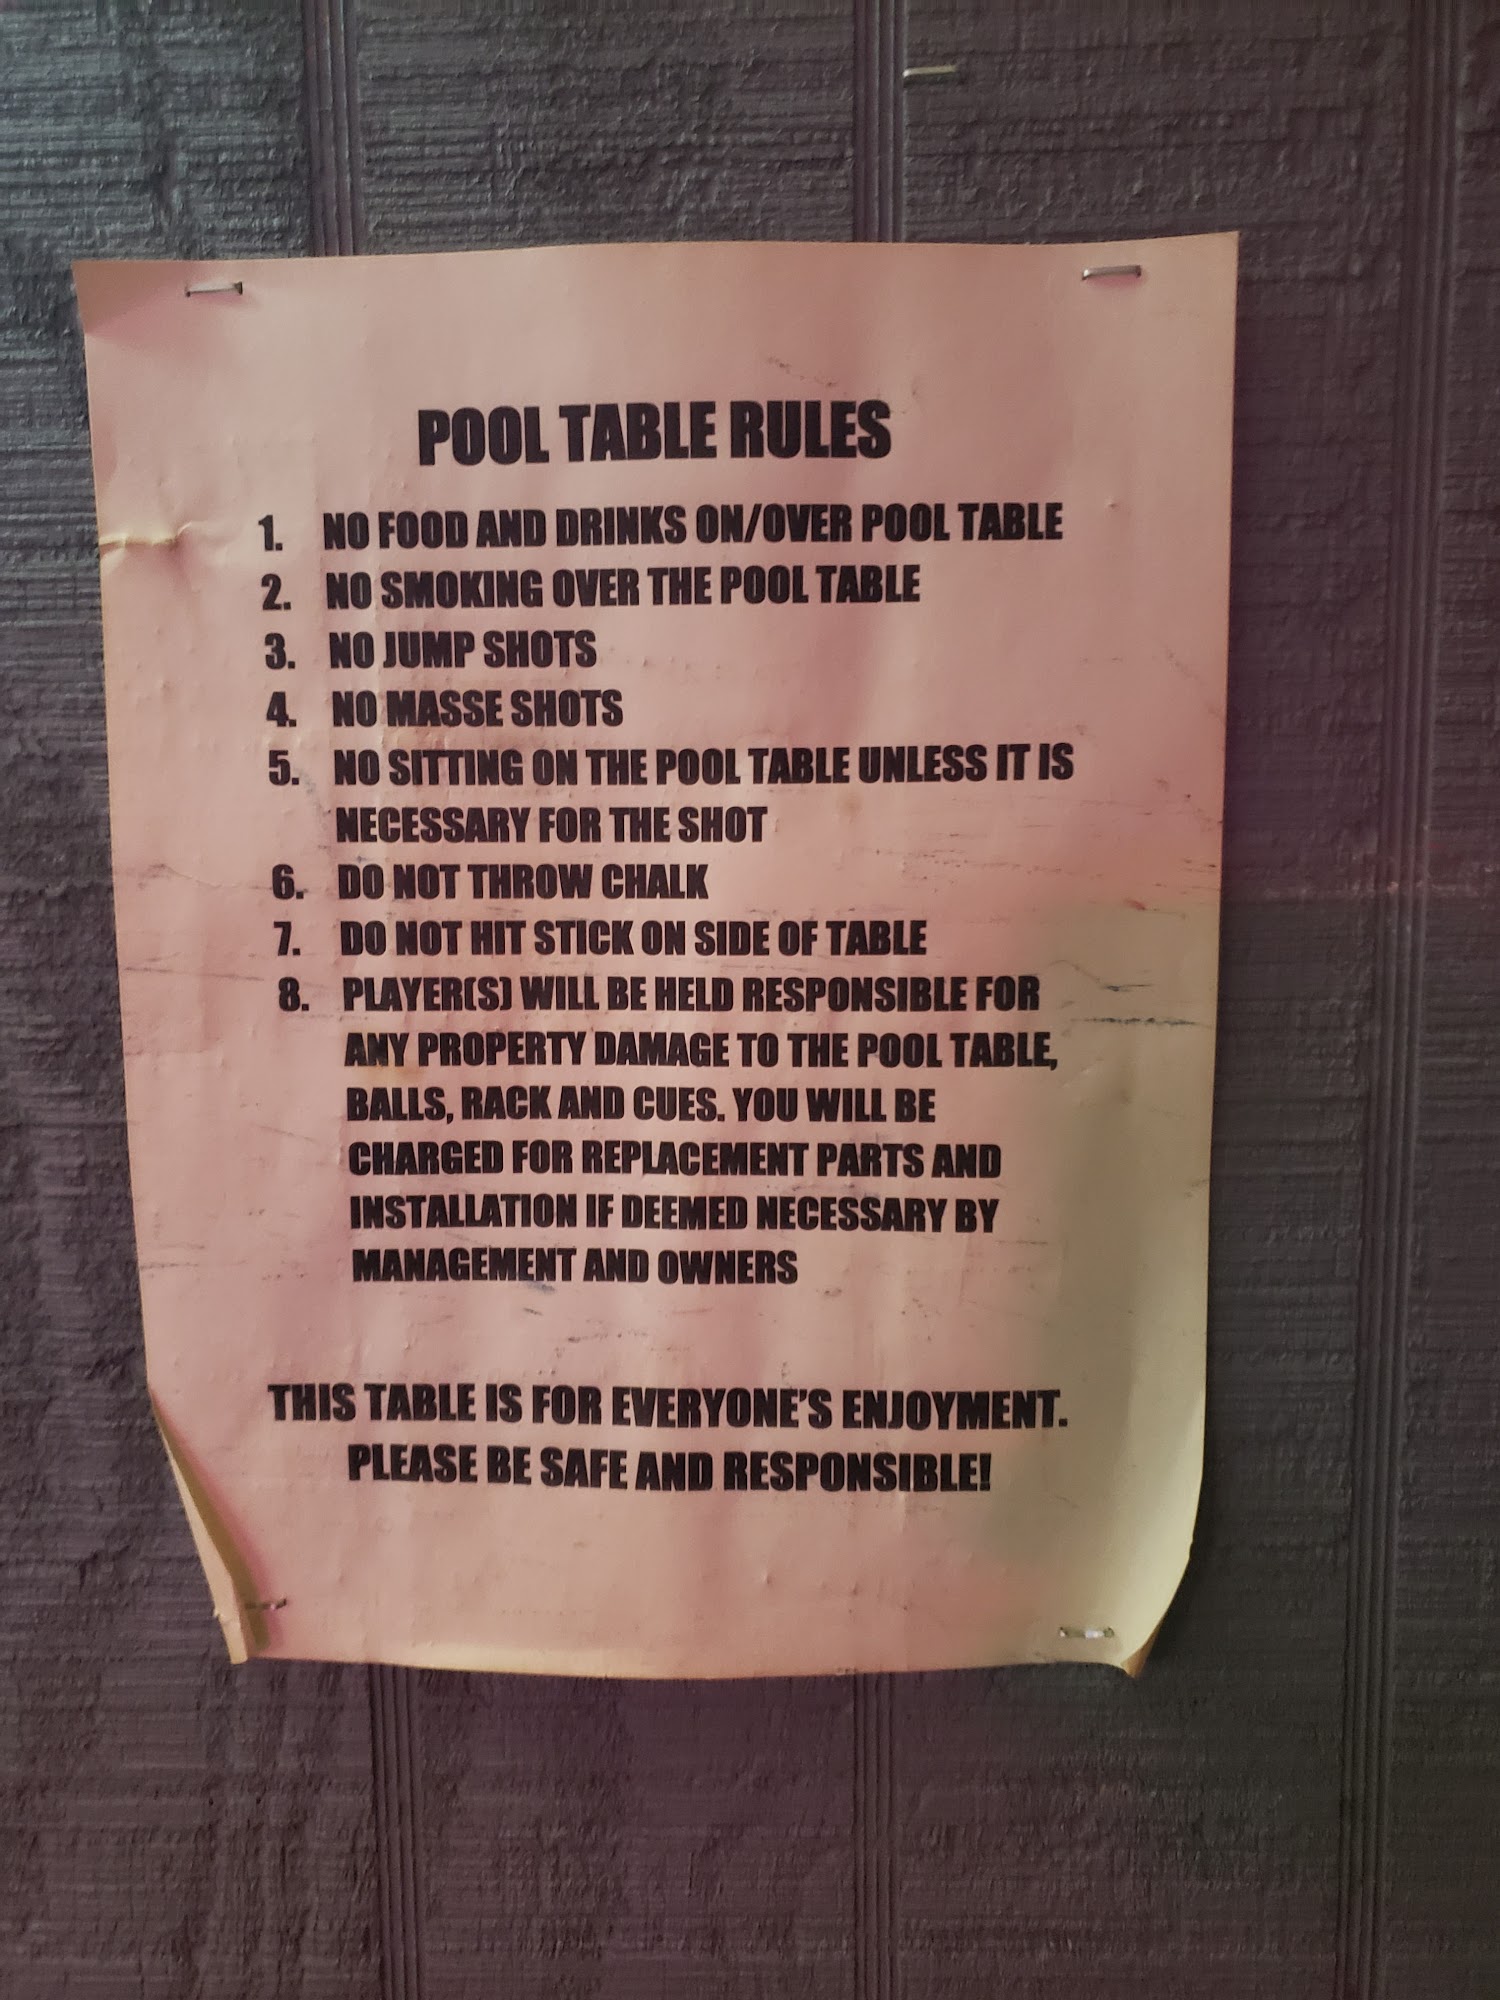 POOL TABLE RULES
1. NO FOOD AND DRINKS ON/OVER POOL TABLE
2. NO SMOKING OVER THE POOL TABLE
3. NO JUMP SHOTS
4. NO MASSE SHOTS
5. NO SITTING ON THE POOL TABLE UNLESS IT IS
NECESSARY FOR THE SHOT
6. DO NOT THROW CHALK
7. DO NOT HIT STICK ON SIDE OF TABLE
8. PLAYER(S) WILL BE HELD RESPONSIBLE FOR
ANY PROPERTY DAMAGE TO THE POOL TABLE,
BALLS, RACK AND CUES. YOU WILL BE
CHARGED FOR REPLACEMENT PARTS AND
INSTALLATION IF DEEMED NECESSARY BY
MANAGEMENT AND OWNERS
THIS TABLE IS FOR EVERYONE'S ENJOYMENT.
PLEASE BE SAFE AND RESPONSIBLE!